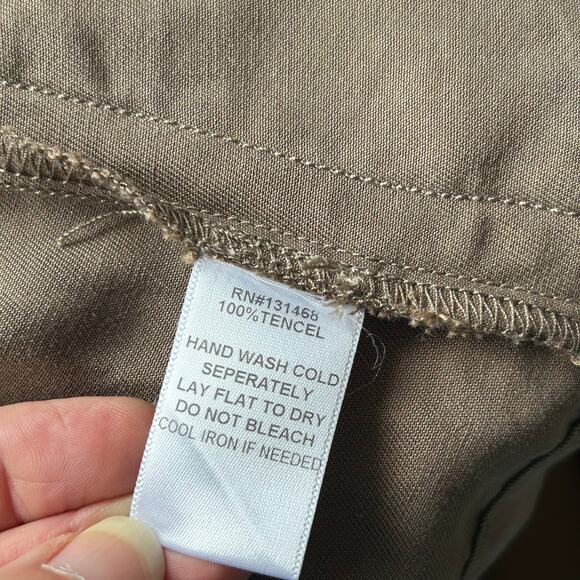 RN#131468
100%TENCEL
HAND WASH COLD
SEPERATELY
LAY FLAT TO DRY
DO NOT BLEACH
COOL IRON IF NEEDED